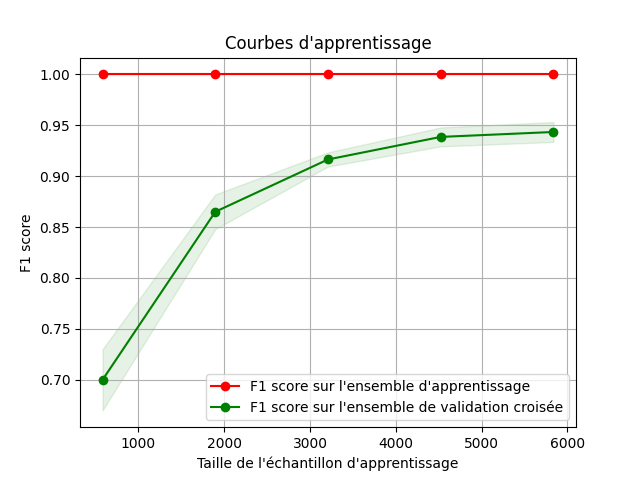 Courbes d'apprentissage
F1 score
1.00
0.95
0.90
0.85
0.80
0.75
0.70
F1 score sur l'ensemble d'apprentissage
F1 score sur l'ensemble de validation croisée
1000 2000 3000 4000 5000 6000
Taille de l'échantillon d'apprentissage